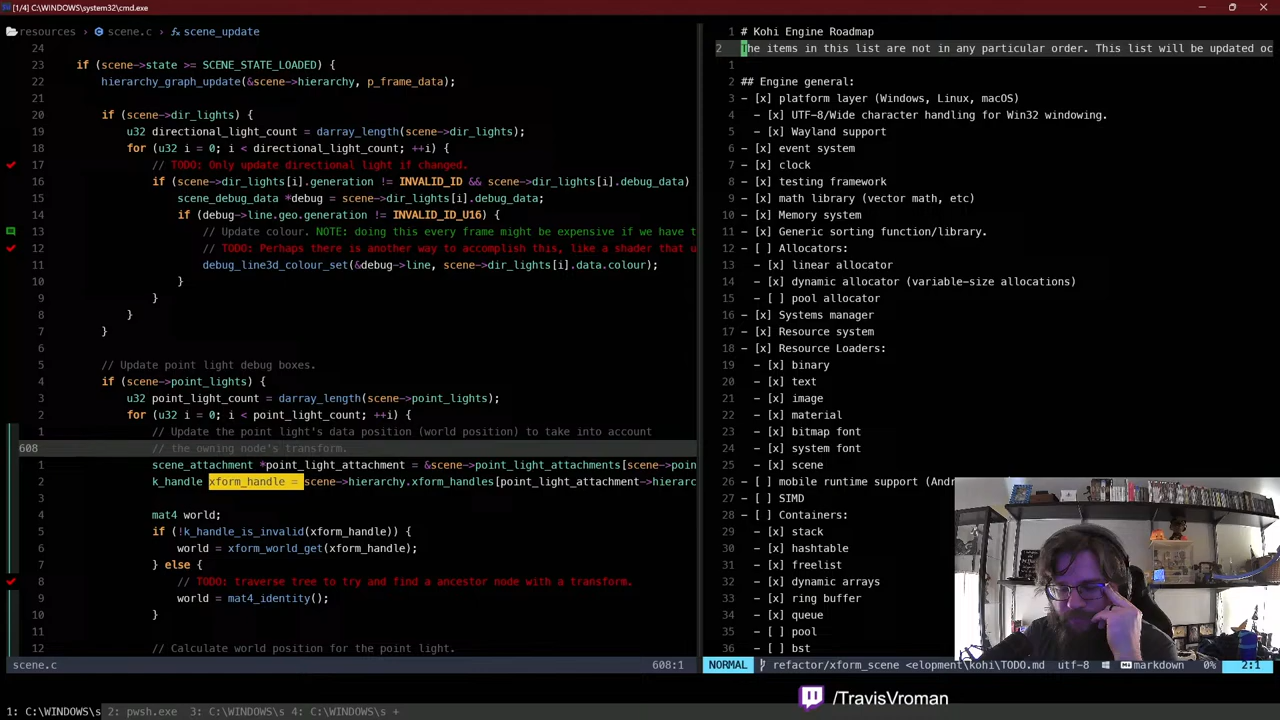 [1/4] C:\WINDOWS\system32\cmd.exe
resources > scene.c > scene_update
24
23 if (scene->state >= SCENE_STATE_LOADED) {
22 hierarchy_graph_update(&scene->hierarchy, p_frame_data);
21
20 if (scene->dir_lights) {
19 u32 directional_light_count = darray_length(scene->dir_lights);
18 for (u32 i = 0; i < directional_light_count; ++i) {
17 // TODO: Only update directional light if changed.
16 if (scene->dir_lights[i].generation != INVALID_ID && scene->dir_lights[i].debug_data)
15 scene_debug_data *debug = scene->dir_lights[i].debug_data;
14 if (debug->line.geo.generation != INVALID_ID_U16) {
13 // Update colour. NOTE: doing this every frame might be expensive if we have t
12 // TODO: Perhaps there is another way to accomplish this, like a shader that u
11 debug_line3d_colour_set(&debug->line, scene->dir_lights[i].data.colour);
10 }
9 }
8 }
7 }
6
5 // Update point light debug boxes.
4 if (scene->point_lights) {
3 u32 point_light_count = darray_length(scene->point_lights);
2 for (u32 i = 0; i < point_light_count; ++i) {
1 // Update the point light's data position (world position) to take into account
608 // the owning node's transform.
1 scene_attachment *point_light_attachment = &scene->point_light_attachments[scene->poin
2 k_handle xform_handle = scene->hierarchy.xform_handles[point_light_attachment->hierarc
4 mat4 world;
5 if (!k_handle_is_invalid(xform_handle)) {
6 world = xform_world_get(xform_handle);
7 } else {
8 // TODO: traverse tree to try and find a ancestor node with a transform.
9 world = mat4_identity();
10 }
11
12 // Calculate world position for the point light.
scene.c 608:1
1 # Kohi Engine Roadmap
2 The items in this list are not in any particular order. This list will be updated oc
1
2 ## Engine general:
3 - [x] platform layer (Windows, Linux, macOS)
4 - [x] UTF-8/Wide character handling for Win32 windowing.
5 - [x] Wayland support
6 - [x] event system
7 - [x] clock
8 - [x] testing framework
9 - [x] math library (vector math, etc)
10 - [x] Memory system
11 - [x] Generic sorting function/library.
12 - [ ] Allocators:
13 - [x] linear allocator
14 - [x] dynamic allocator (variable-size allocations)
15 - [ ] pool allocator
16 - [x] Systems manager
17 - [x] Resource system
18 - [x] Resource Loaders:
19 - [x] binary
20 - [x] text
21 - [x] image
22 - [x] material
23 - [x] bitmap font
24 - [x] system font
25 - [x] scene
26 - [ ] mobile runtime support (Andr
27 - [ ] SIMD
28 - [ ] Containers:
29 - [x] stack
30 - [x] hashtable
31 - [x] freelist
32 - [x] dynamic arrays
33 - [x] ring buffer
34 - [x] queue
35 - [ ] pool
36 - [ ] bst
NORMAL refactor/xform_scene <elopment\kohi\TODO.md utf-8 markdown 0% 2:1
/TravisVroman
1: C:\WINDOWS\s 2: pwsh.exe 3: C:\WINDOWS\s 4: C:\WINDOWS\s +